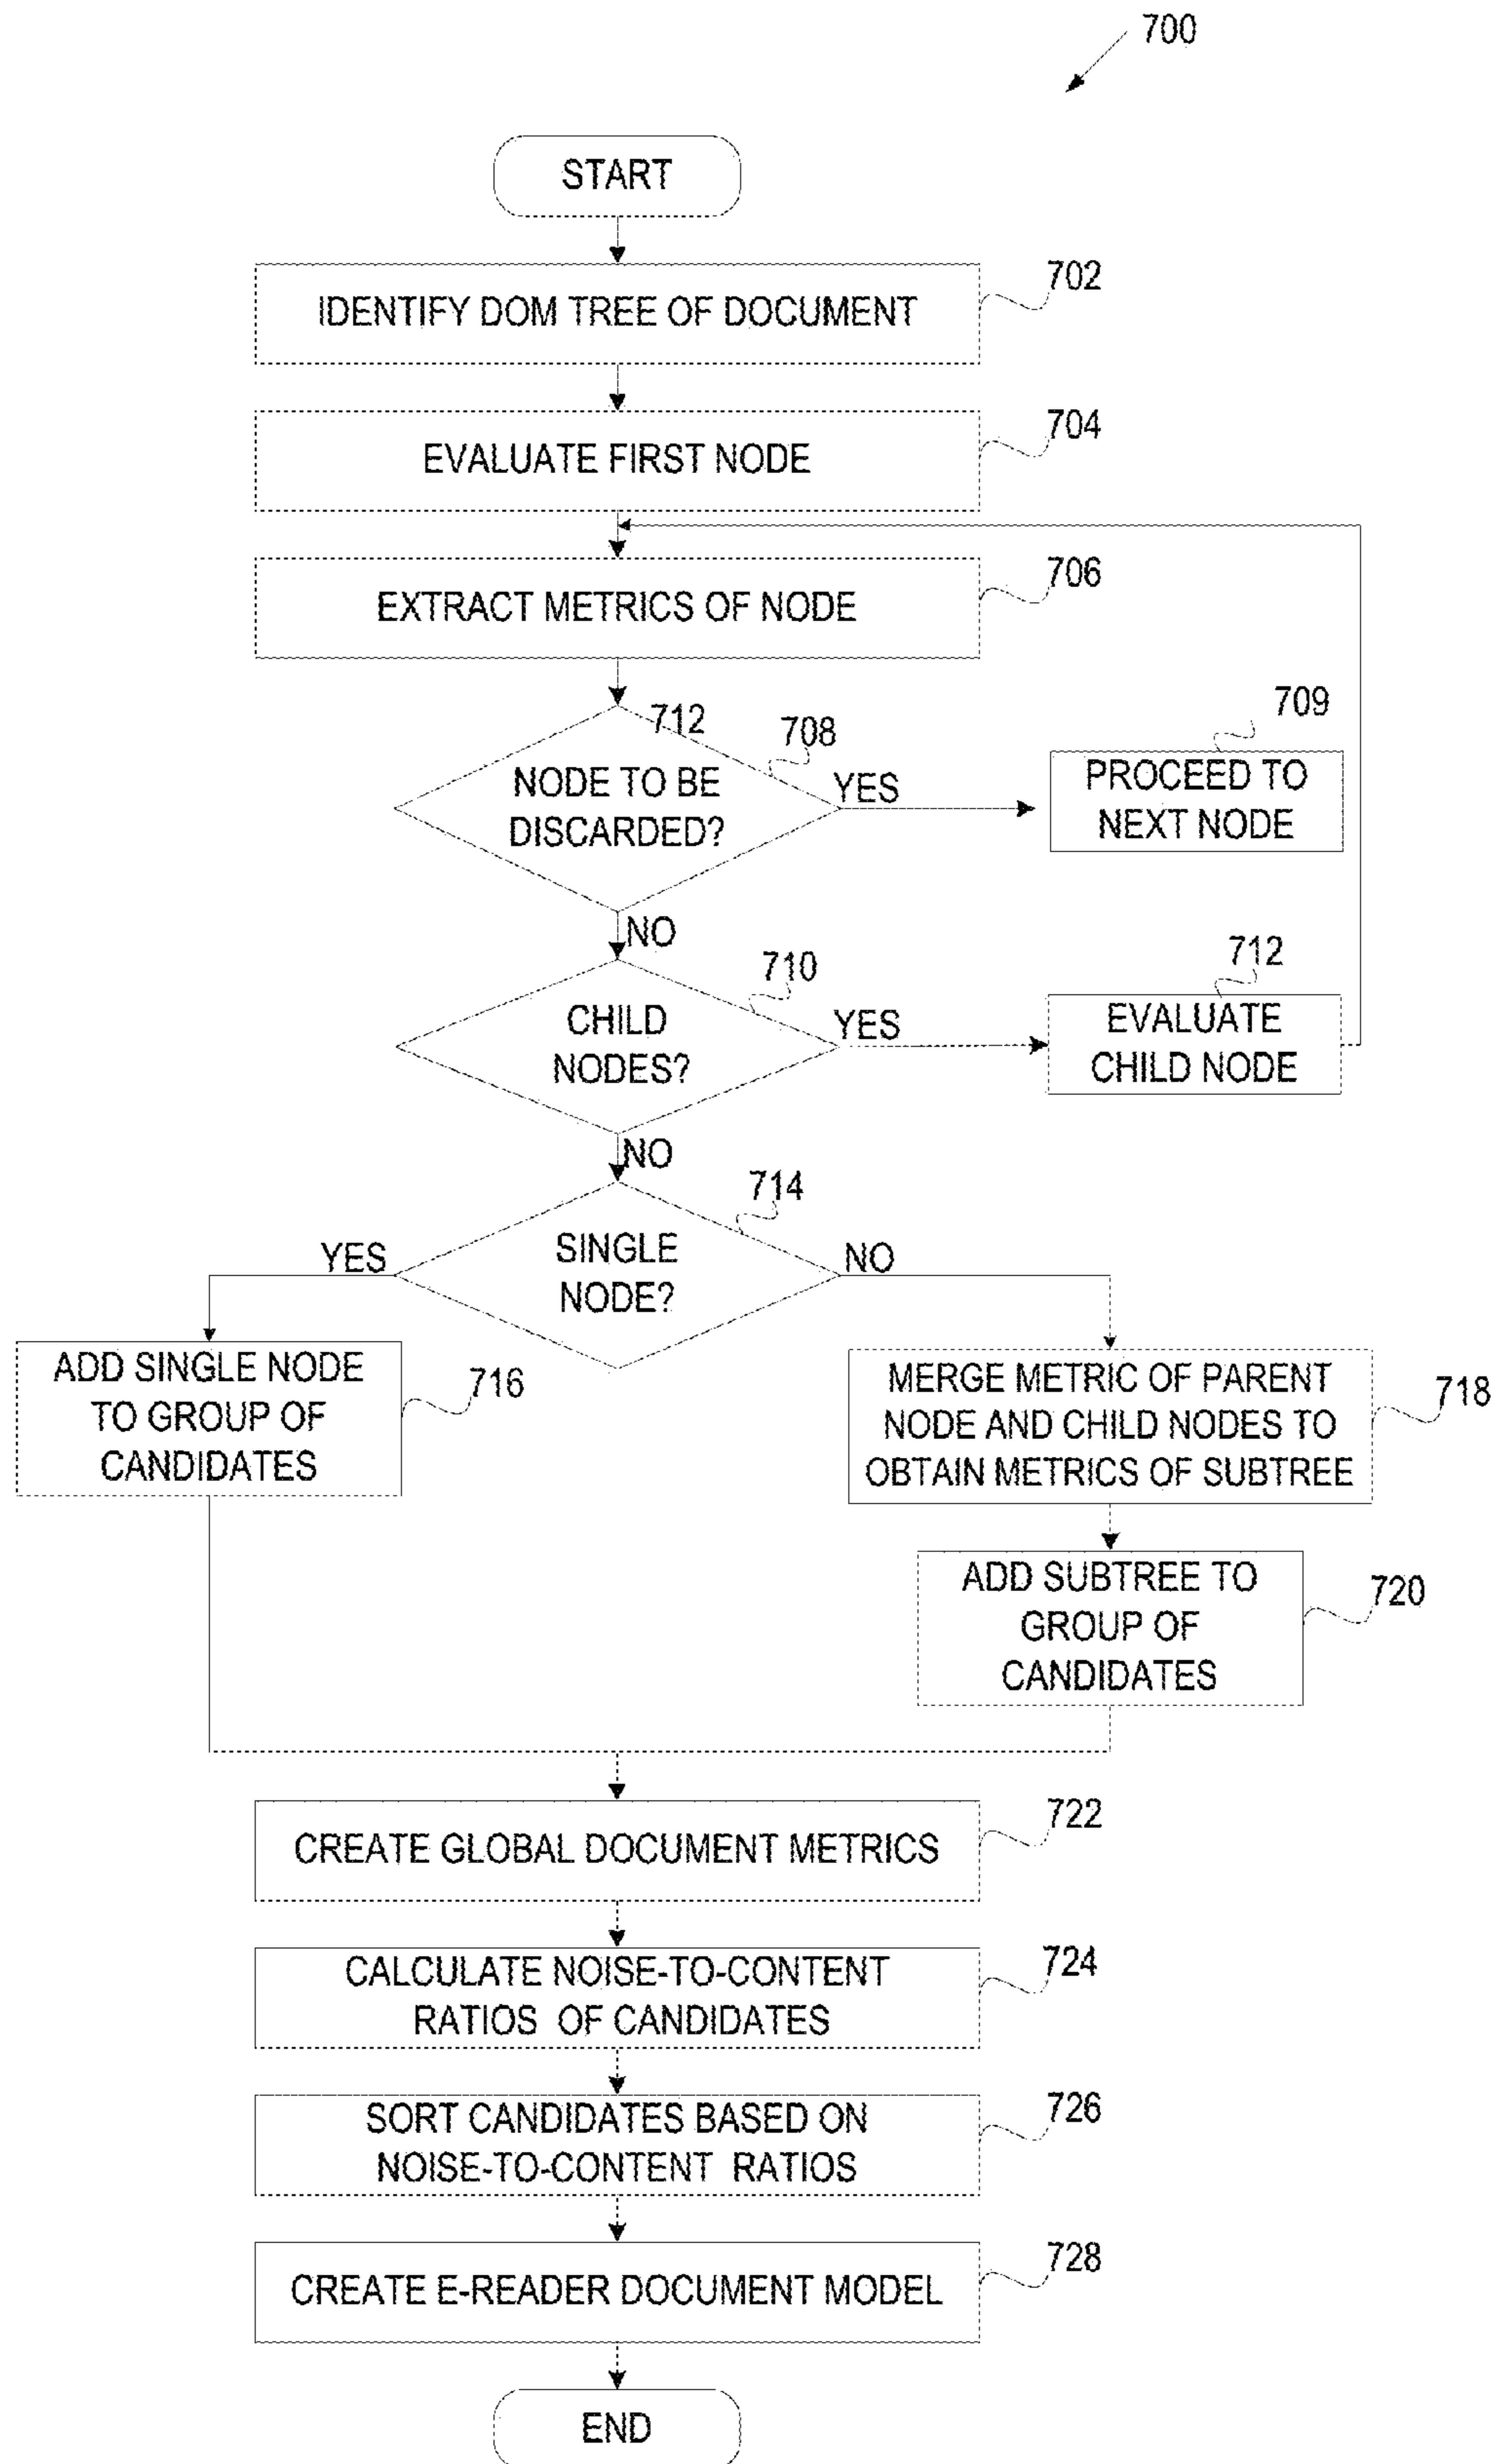 700
START
IDENTIFY DOM TREE OF DOCUMENT
702
EVALUATE FIRST NODE
704
EXTRACT METRICS OF NODE
706
712
708
NODE TO BE
DISCARDED?
YES
709
PROCEED TO
NEXT NODE
NO
710
CHILD
NODES?
YES
712
EVALUATE
CHILD NODE
NO
714
SINGLE
NODE?
YES
NO
ADD SINGLE NODE
TO GROUP OF
CANDIDATES
716
MERGE METRIC OF PARENT
NODE AND CHILD NODES TO
OBTAIN METRICS OF SUBTREE
718
ADD SUBTREE TO
GROUP OF
CANDIDATES
720
CREATE GLOBAL DOCUMENT METRICS
722
CALCULATE NOISE-TO-CONTENT
RATIOS OF CANDIDATES
724
SORT CANDIDATES BASED ON
NOISE-TO-CONTENT RATIOS
726
CREATE E-READER DOCUMENT MODEL
728
END